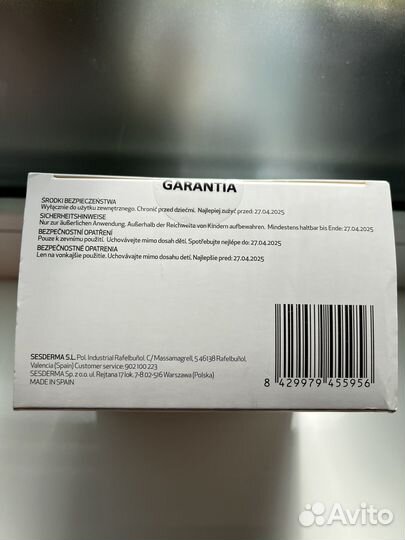 GARANTIA
ŚRODKI BEZPIECZEŃSTWA
Wyłącznie do użytku zewnętrznego. Chronić przed dziećmi. Najlepiej zużyć przed: 27.04.2025
SICHERHEITSHINWEISE
Nur zur äußerlichen Anwendung. Außerhalb der Reichweite von Kindern aufbewahren. Mindestens haltbar bis Ende: 27.04.2025
BEZPEČNOSTNÍ OPATŘENÍ
Pouze k zevnímu použití. Uchovávejte mimo dosah dětí. Spotřebujte nejlépe do: 27.04.2025
BEZPEČNOSTNÉ OPATRENIA
Len na vonkajšie použitie. Uchovávajte mimo dosahu detí. Najlepšie pred: 27.04.2025
SESDERMA S.L. Pol. Industrial Rafelbuñol. C/ Massamagrell, 5 46138 Rafelbuñol,
Valencia (Spain) Customer service: 902 100 223
SESDERMA Sp. z o.o. ul. Rejtana 17 lok. 7-8 02-516 Warszawa (Polska)
MADE IN SPAIN
8 429979 455956
Avito